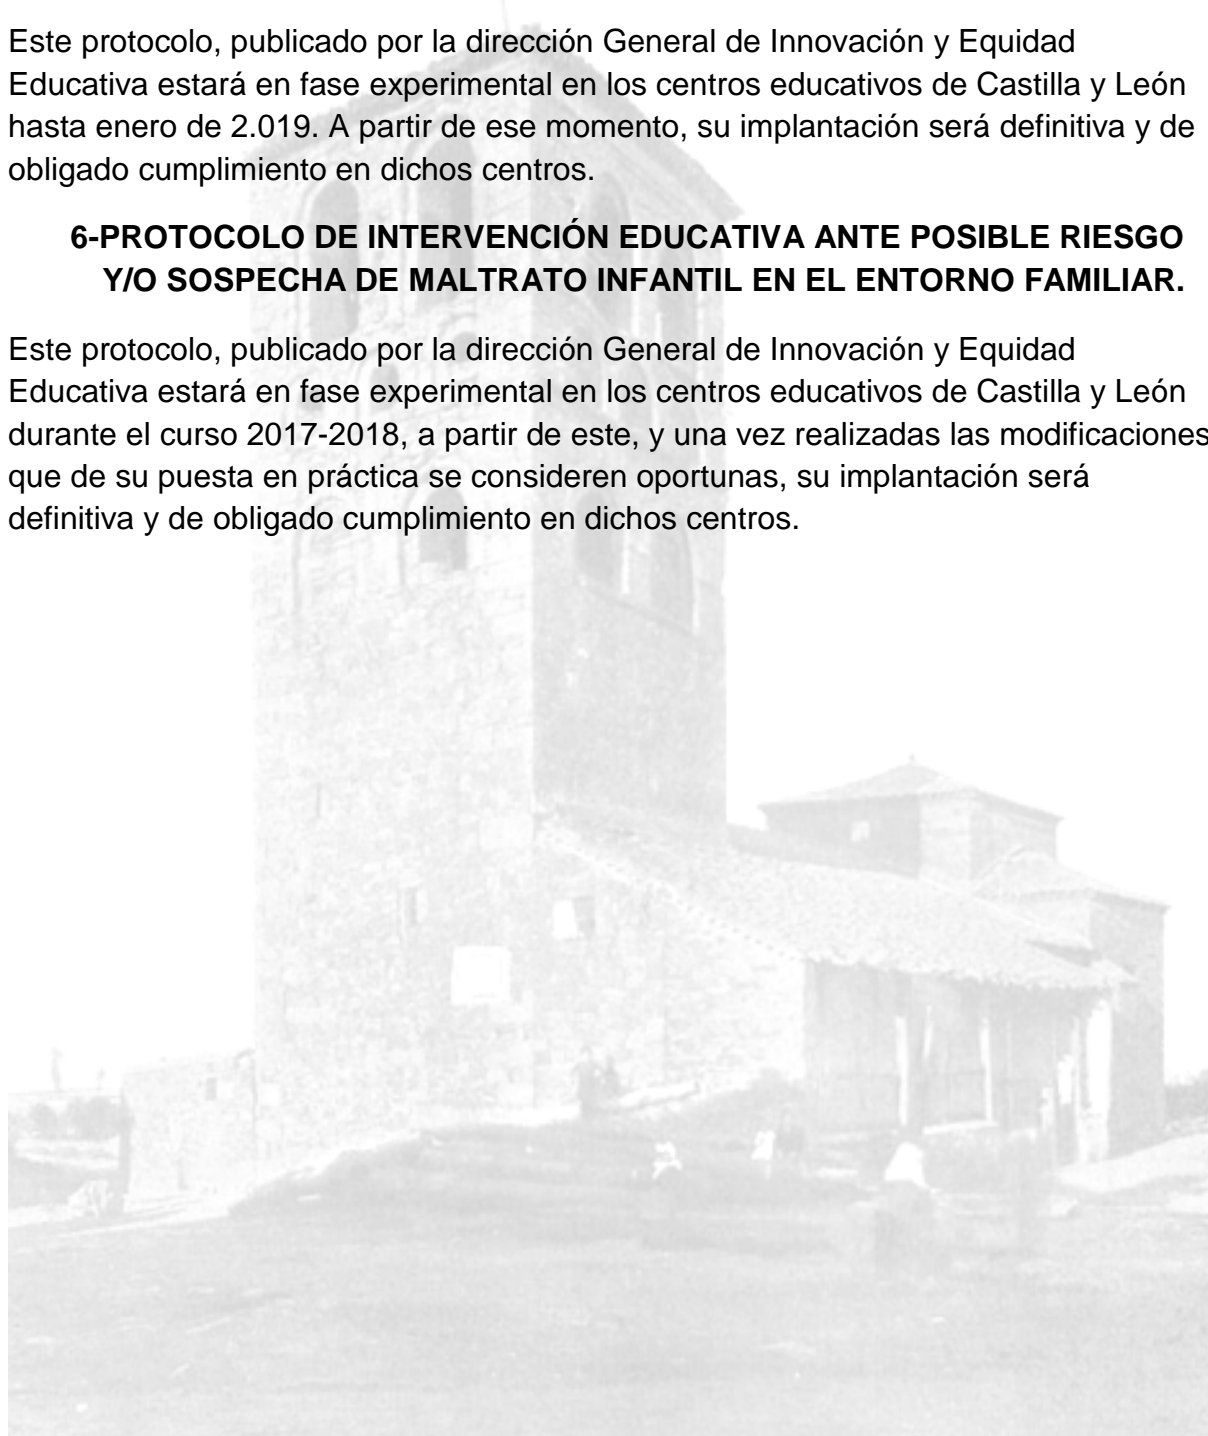 Este protocolo, publicado por la dirección General de Innovación y Equidad
Educativa estará en fase experimental en los centros educativos de Castilla y León
hasta enero de 2.019. A partir de ese momento, su implantación será definitiva y de
obligado cumplimiento en dichos centros.
6-PROTOCOLO DE INTERVENCIÓN EDUCATIVA ANTE POSIBLE RIESGO
Y/O SOSPECHA DE MALTRATO INFANTIL EN EL ENTORNO FAMILIAR.
Este protocolo, publicado por la dirección General de Innovación y Equidad
Educativa estará en fase experimental en los centros educativos de Castilla y León
durante el curso 2017-2018, a partir de este, y una vez realizadas las modificaciones
que de su puesta en práctica se consideren oportunas, su implantación será
definitiva y de obligado cumplimiento en dichos centros.